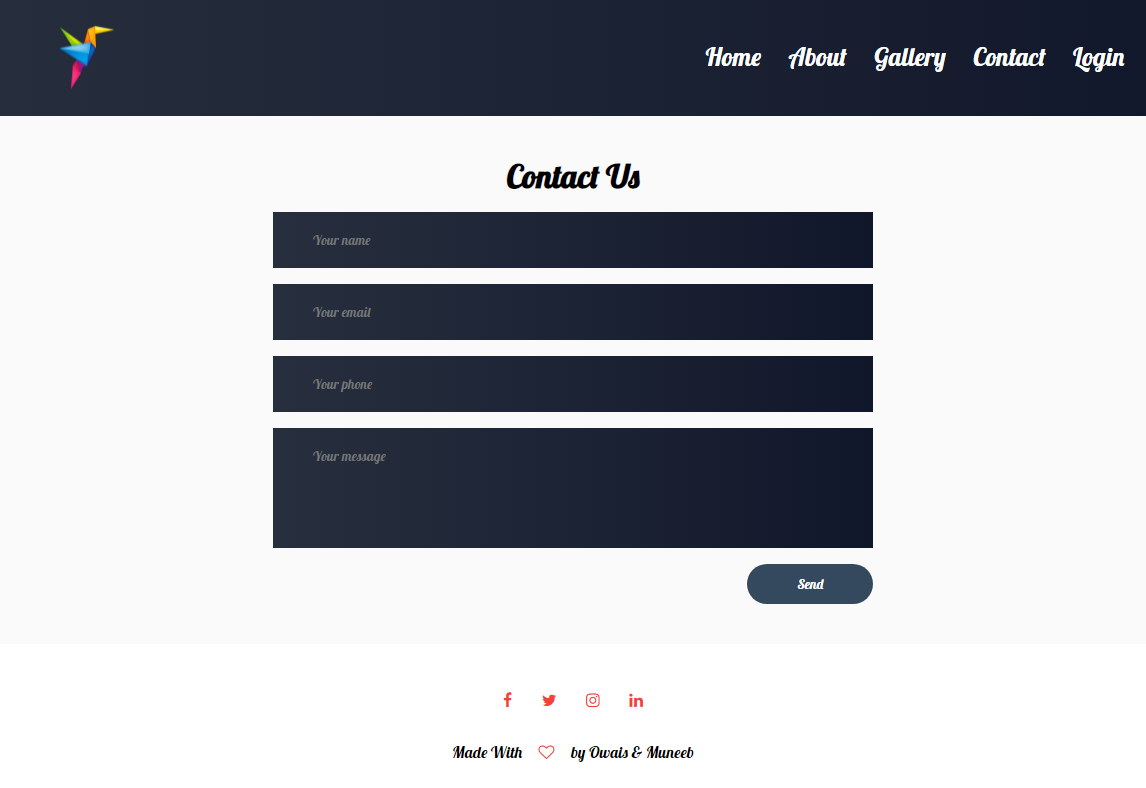 Home About Gallery Contact Login
Contact Us
Your name
Your email
Your phone
Your message
Send
Made With ♡ by Owais & Muneeb